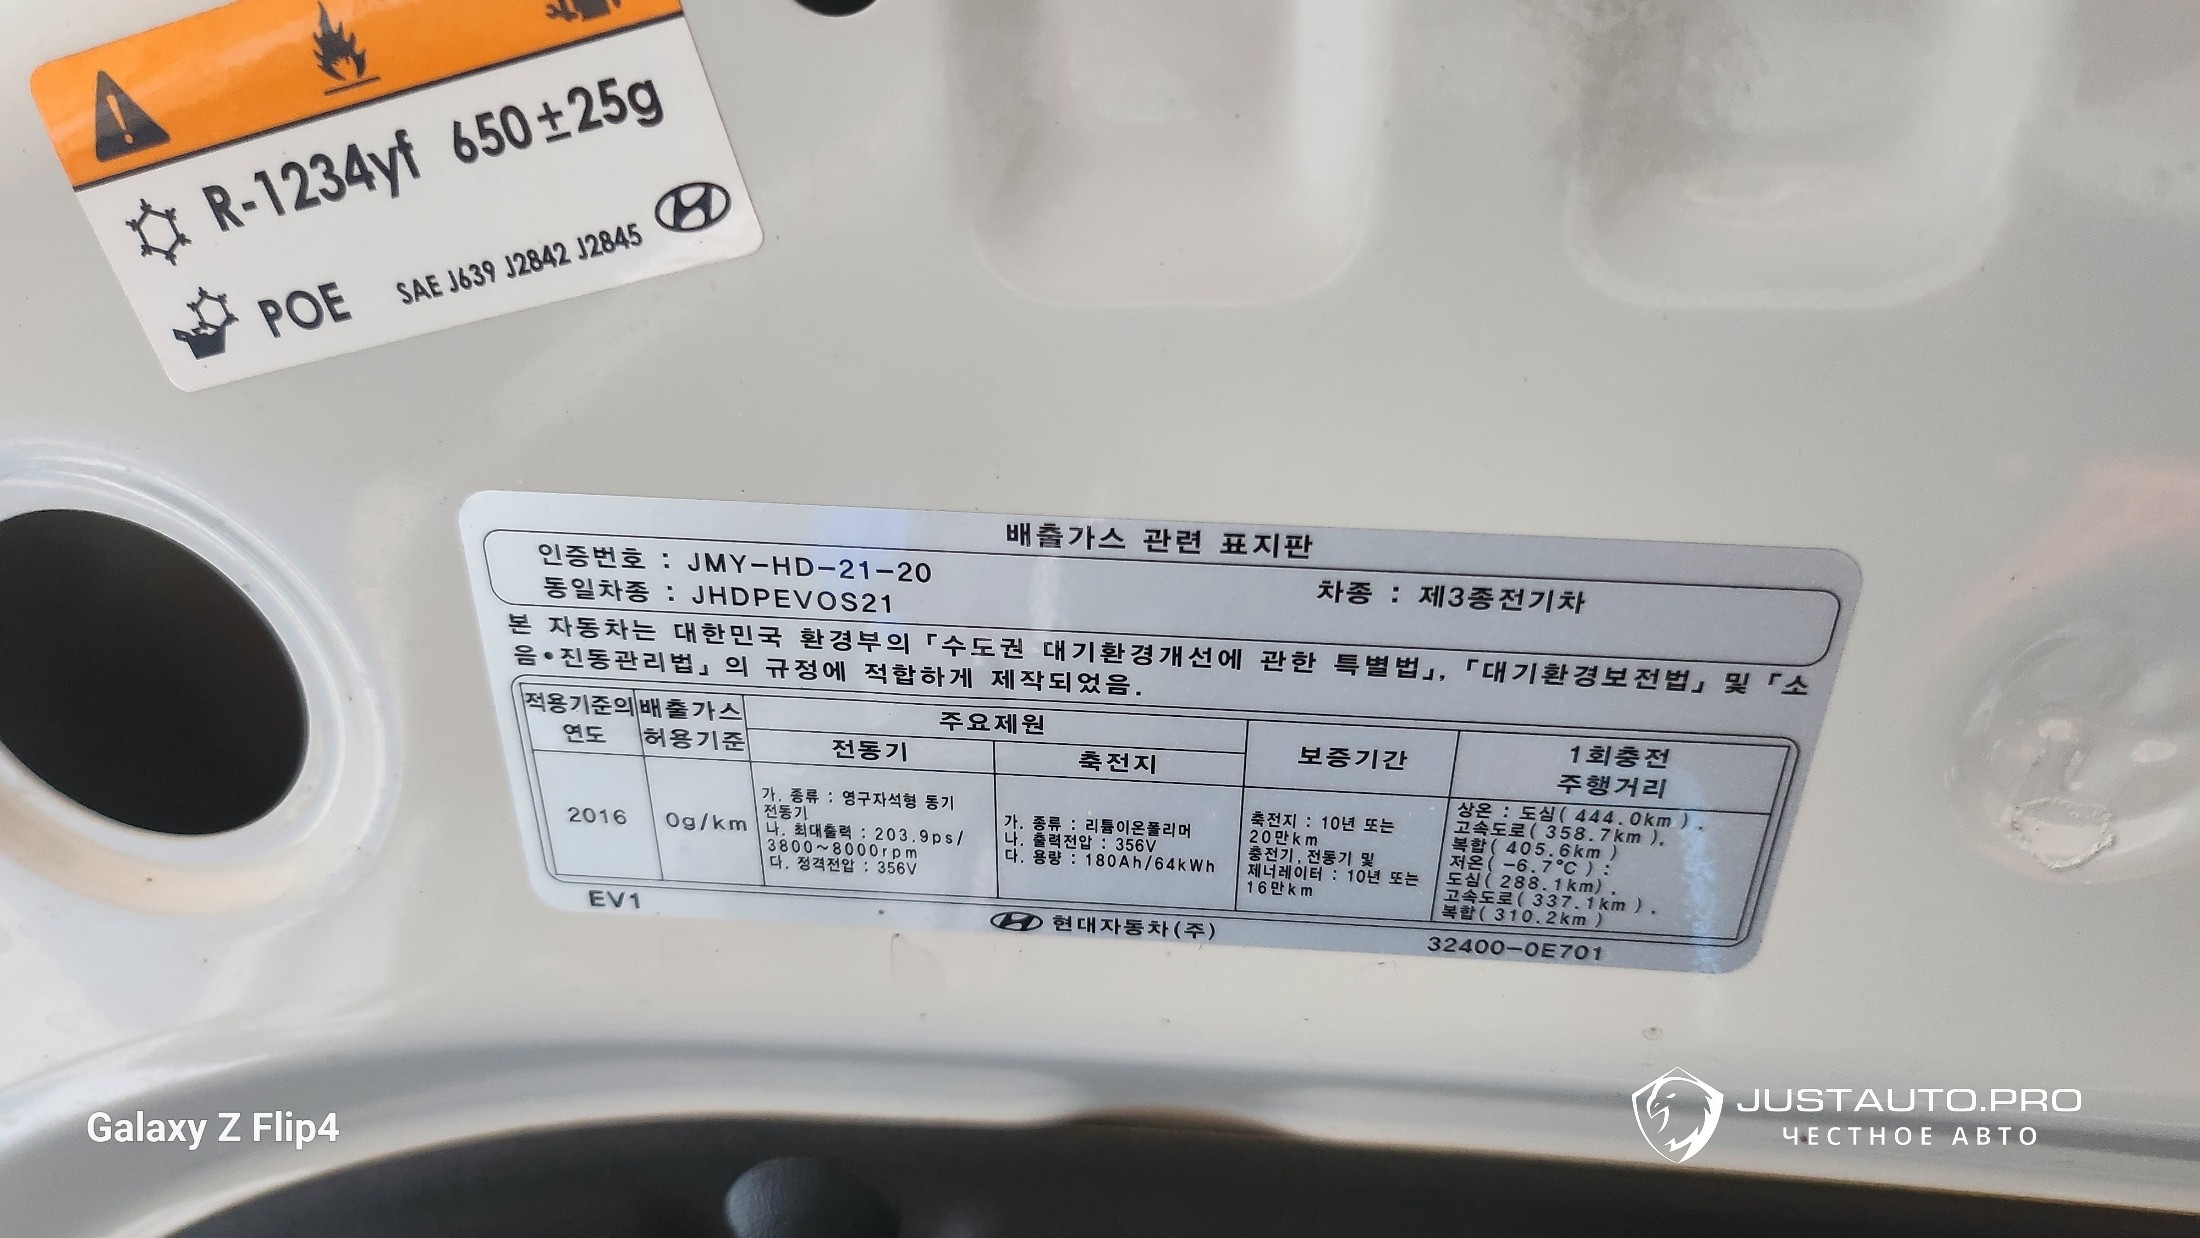 R-1234yf 650±25g
POE SAE J639 J2842 J2845
배출가스 관련 표지판
인증번호 : JMY-HD-21-20
동일차종 : JHDPEVOS21
차종 : 제3종전기차
본 자동차는 대한민국 환경부의 「수도권 대기환경개선에 관한 특별법」, 「대기환경보전법」 및 「소
음•진동관리법」의 규정에 적합하게 제작되었음.
적용기준의
연도
배출가스
허용기준
주요제원
전동기
축전지
보증기간
1회충전
주행거리
2016
0g/km
가. 종류 : 영구자석형 동기
전동기
나. 최대출력 : 203.9ps/
3800~8000rpm
다. 정격전압 : 356V
가. 종류 : 리튬이온폴리머
나. 출력전압 : 356V
다. 용량 : 180Ah/64kWh
축전지 : 10년 또는
20만km
충전기, 전동기 및
제너레이터 : 10년 또는
16만km
상온 : 도심(444.0km),
고속도로(358.7km),
복합(405.6km)
저온(-6.7℃) :
도심(288.1km),
고속도로(337.1km),
복합(310.2km)
EV1
현대자동차(주)
32400-0E701
Galaxy Z Flip4
JUSTAUTO.PRO
ЧЕСТНОЕ АВТО